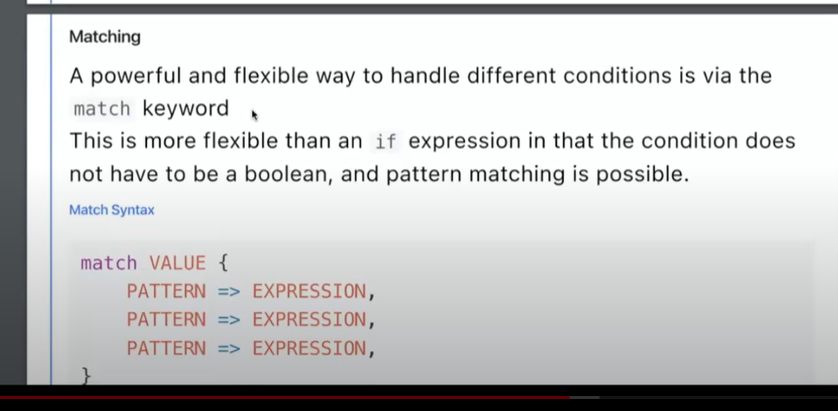 Matching
A powerful and flexible way to handle different conditions is via the
match keyword
This is more flexible than an if expression in that the condition does
not have to be a boolean, and pattern matching is possible.
Match Syntax
match VALUE {
    PATTERN => EXPRESSION,
    PATTERN => EXPRESSION,
    PATTERN => EXPRESSION,
}